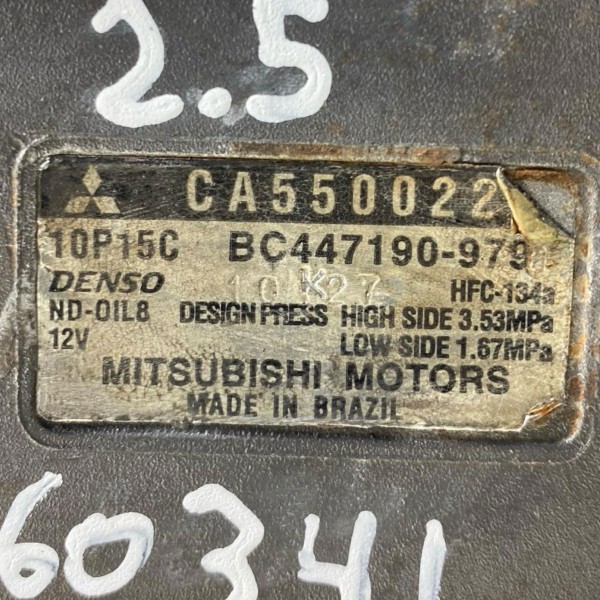 2.5
CA550022
10P15C BC447190-979
DENSO 10K27 HFC-134a
ND-OIL8 DESIGN PRESS HIGH SIDE 3.53MPa
12V LOW SIDE 1.67MPa
MITSUBISHI MOTORS
MADE IN BRAZIL
60341